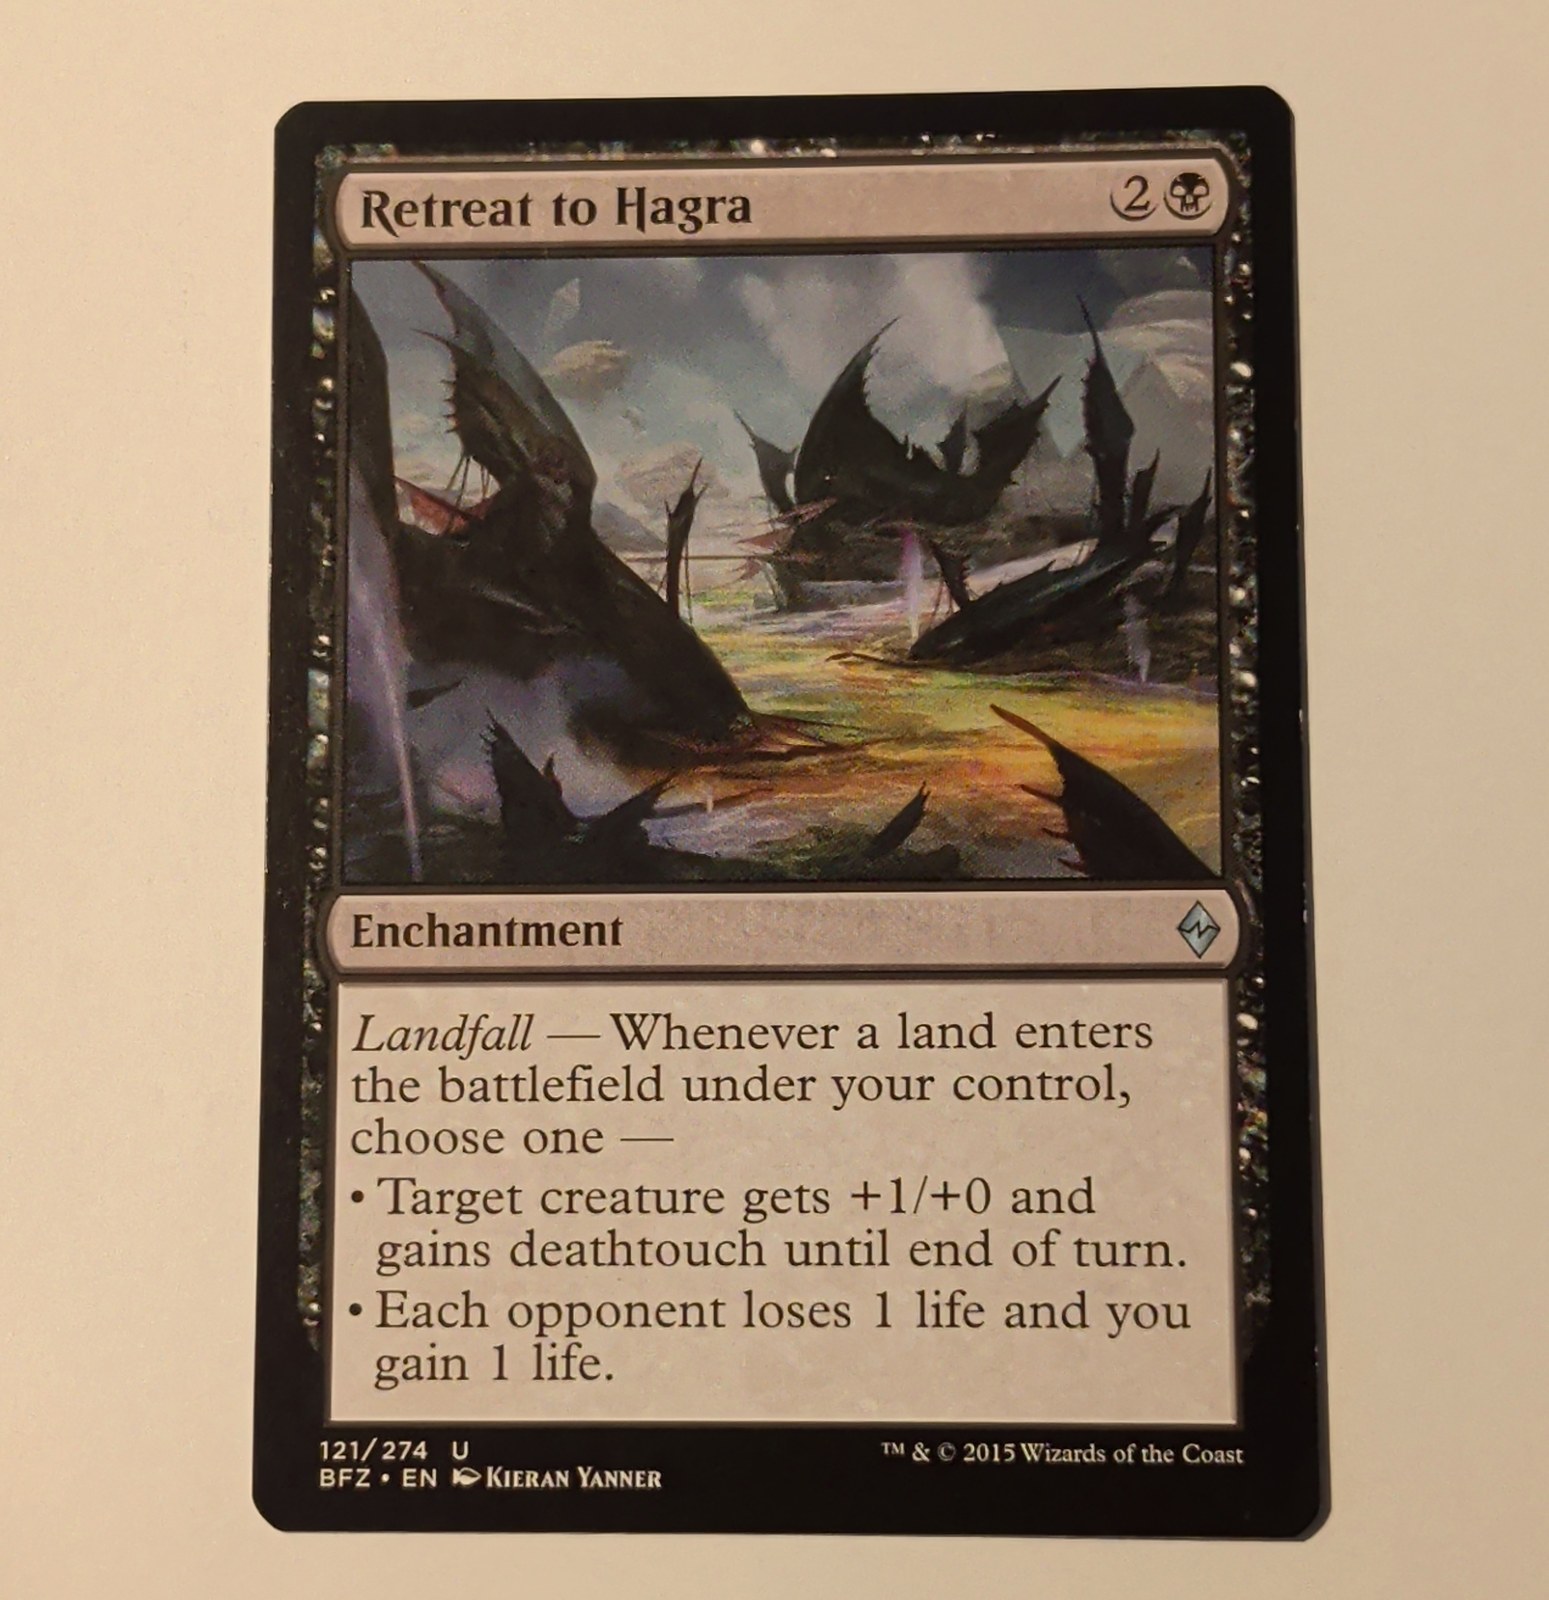 Retreat to Hagra 2
Enchantment
Landfall — Whenever a land enters
the battlefield under your control,
choose one —
• Target creature gets +1/+0 and
gains deathtouch until end of turn.
• Each opponent loses 1 life and you
gain 1 life.
121/274 U
BFZ • EN KIERAN YANNER
™ & © 2015 Wizards of the Coast